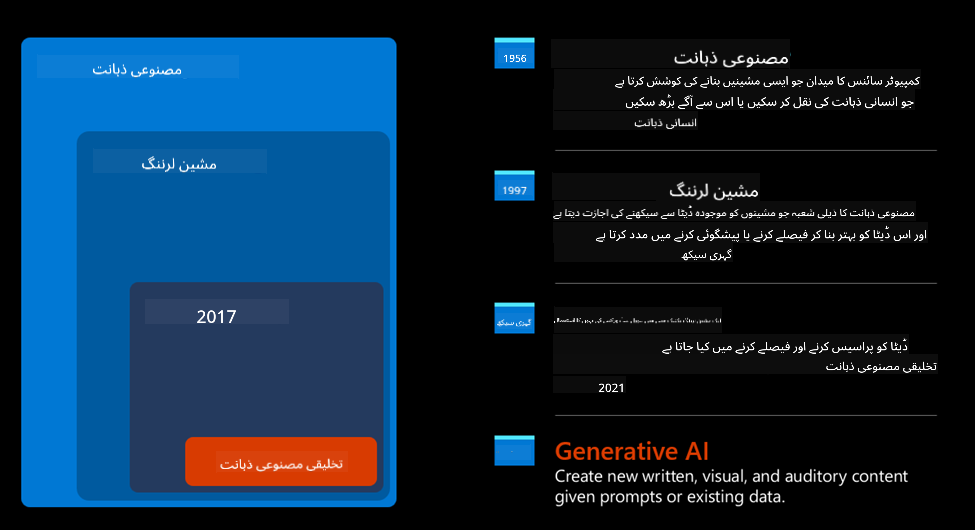 مصنوعی ذہانت
مشین لرننگ
2017
تخلیقی مصنوعی ذہانت
1956
مصنوعی ذہانت
کمپیوٹر سائنس کا میدان جو ایسی مشینیں بنانے کی کوشش کرتا ہے
جو انسانی ذہانت کی نقل کر سکیں یا اس سے آگے بڑھ سکیں
انسانی ذہانت
1997
مشین لرننگ
مصنوعی ذہانت کا ذیلی شعبہ جو مشینوں کو موجودہ ڈیٹا سے سیکھنے کی اجازت دیتا ہے
اور اس ڈیٹا کو بہتر بنا کر فیصلے کرنے یا پیشگوئی کرنے میں مدد کرتا ہے
گہری سیکھ
گہری سیکھ
ڈیٹا کو پراسیس کرنے اور فیصلے کرنے میں کیا جاتا ہے
تخلیقی مصنوعی ذہانت
2021
Generative AI
Create new written, visual, and auditory content
given prompts or existing data.